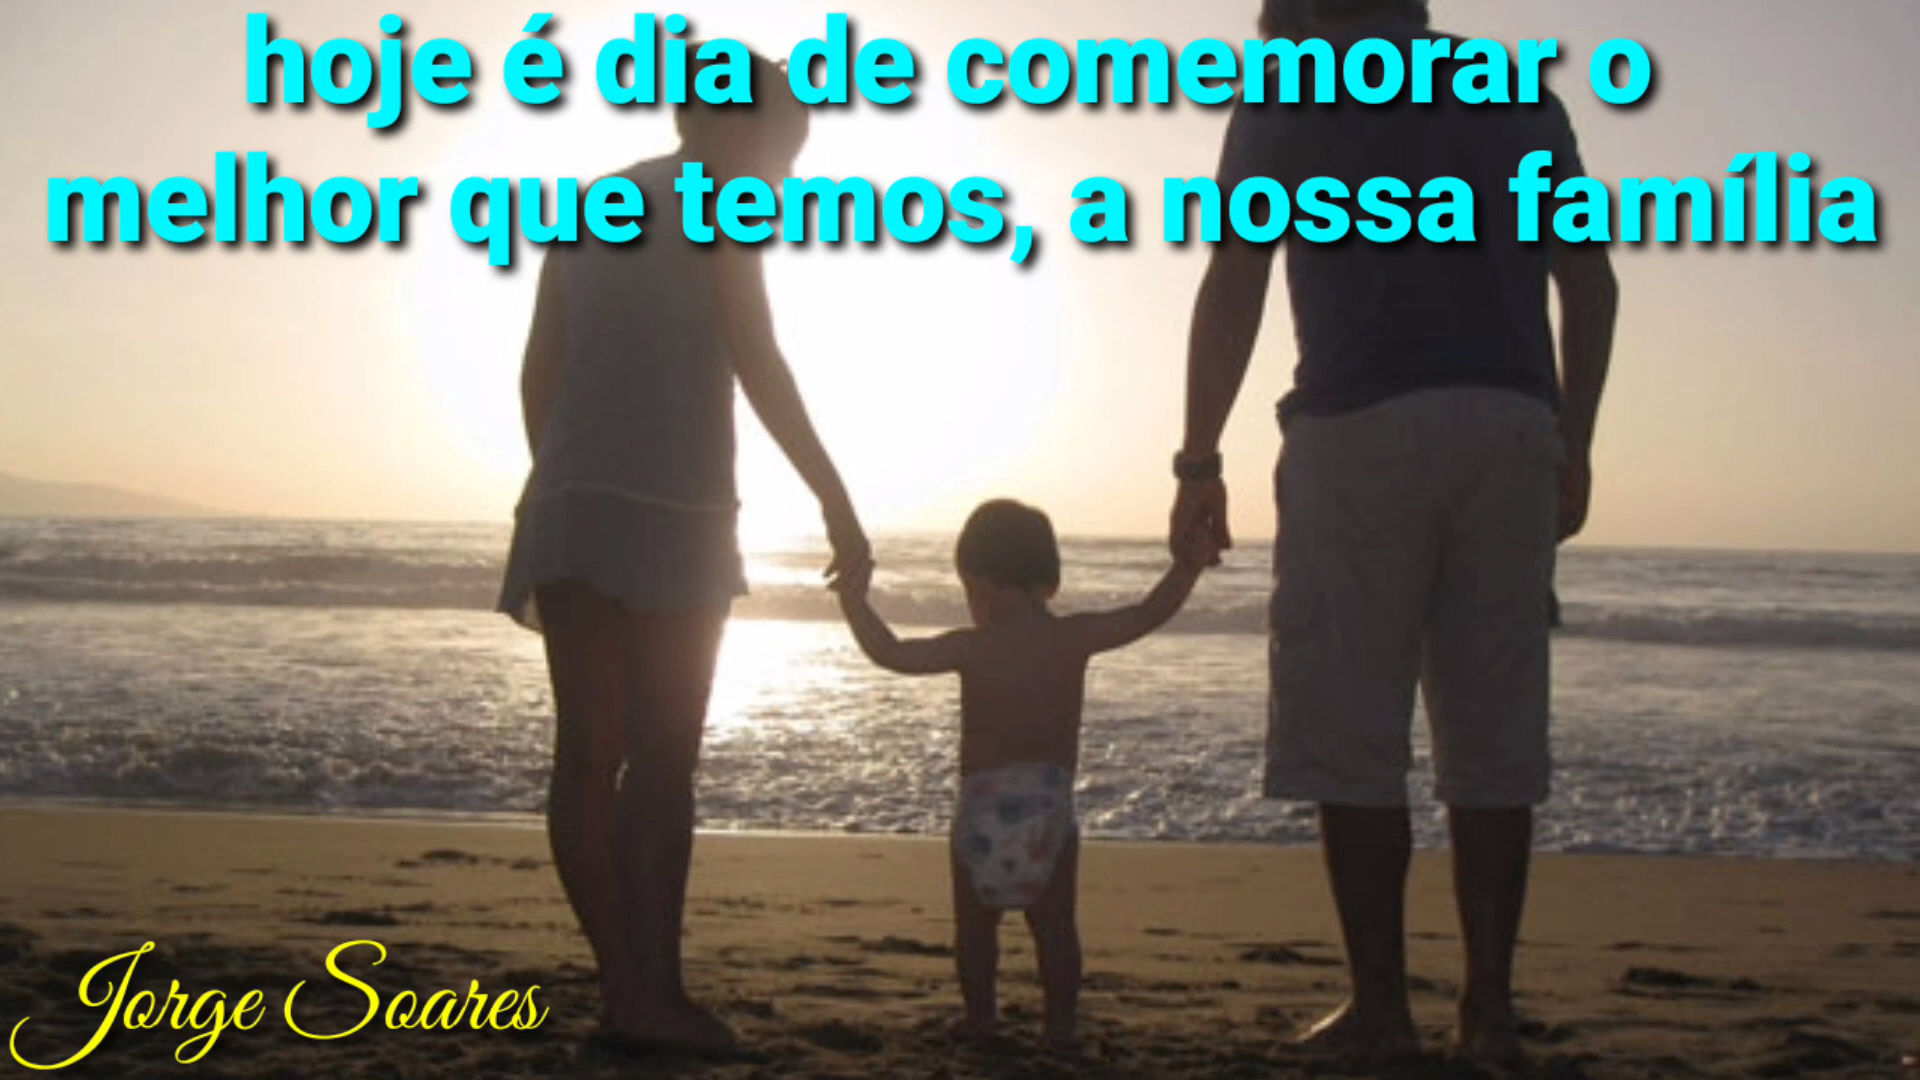 hoje é dia de comemorar o
melhor que temos, a nossa família
Jorge Soares